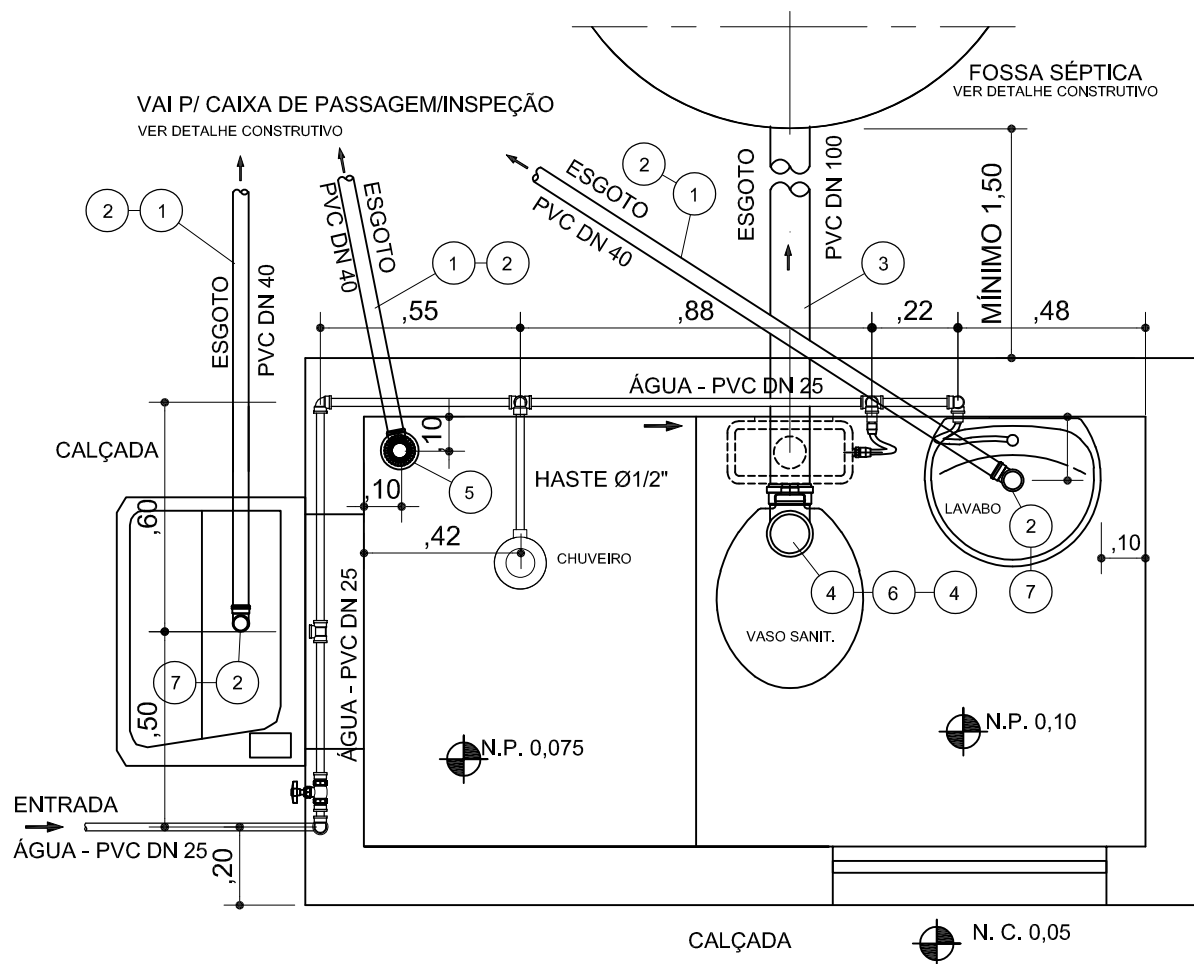 FOSSA SÉPTICA
VER DETALHE CONSTRUTIVO
VAI P/ CAIXA DE PASSAGEM/INSPEÇÃO
VER DETALHE CONSTRUTIVO
2
1
ESGOTO
PVC DN 40
ESGOTO
PVC DN 40
1
2
ESGOTO
PVC DN 40
2
1
ESGOTO
PVC DN 100
3
MÍNIMO 1,50
,55
,88
,22
,48
ÁGUA - PVC DN 25
CALÇADA
,10
,10
5
HASTE Ø1/2"
,42
CHUVEIRO
,60
LAVABO
2
7
,10
4
6
4
VASO SANIT.
7
2
,50
ÁGUA - PVC DN 25
N.P. 0,075
N.P. 0,10
ENTRADA
ÁGUA - PVC DN 25
,20
CALÇADA
N. C. 0,05